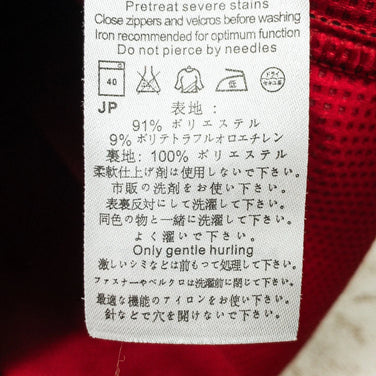 Pretreat severe stains
Close zippers and velcros before washing
Iron recommended for optimum function
Do not pierce by needles
40
ドライ
セキユ系
JP
表地:
91% ポリエステル
9% ポリテトラフルオロエチレン
裏地: 100% ポリエステル
柔軟仕上げ剤は使用しないで下さい。
市販の洗剤をお使い下さい。
表裏反対にして洗濯して下さい。
同色の物と一緒に洗濯して下さい。
よく濯いで下さい。
Only gentle hurling
激しいシミなどは前もって処理して下さい。
ファスナーやベルクロは洗濯前に閉じて下さい。
最適な機能のアイロンをお使い下さい。
針などで穴を開けないで下さい。